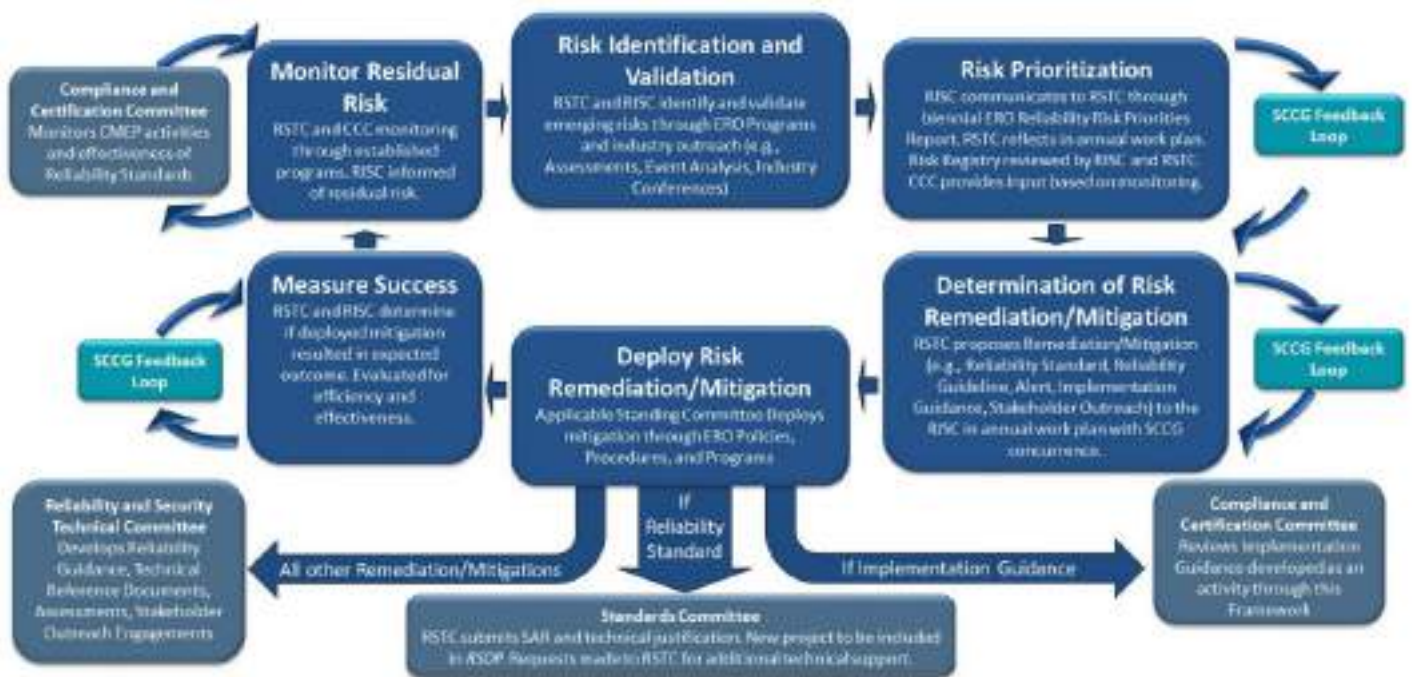 Compliance and
Certification Committee
Monitors CMEP activities
and effectiveness of
Reliability Standards
Monitor Residual
Risk
RSTC and CCC monitoring
through established
programs. RISC informed
of residual risk.
Risk Identification and
Validation
RSTC and RISC identify and validate
emerging risks through ERO Programs
and industry outreach (e.g.,
Assessments, Event Analysis, Industry
Conferences)
Risk Prioritization
RISC communicates to RSTC through
biennial ERO Reliability Risk Priorities
Report. RSTC reflects in annual work plan.
Risk Registry reviewed by RISC and RSTC.
CCC provides input based on monitoring.
SCCG Feedback
Loop
SCCG Feedback
Loop
Measure Success
RSTC and RISC determine
if deployed mitigation
resulted in expected
outcome. Evaluated for
efficiency and
effectiveness.
Deploy Risk
Remediation/Mitigation
Applicable Standing Committee Deploys
mitigation through ERO Policies,
Procedures, and Programs
Determination of Risk
Remediation/Mitigation
RSTC proposes Remediation/Mitigation
(e.g., Reliability Standard, Reliability
Guideline, Alert, Implementation
Guidance, Stakeholder Outreach) to the
RISC in annual work plan with SCCG
concurrence.
SCCG Feedback
Loop
Reliability and Security
Technical Committee
Develops Reliability
Guidance, Technical
Reference Documents,
Assessments, Stakeholder
Outreach Engagements
All other Remediation/Mitigations
If
Reliability
Standard
If Implementation Guidance
Compliance and
Certification Committee
Reviews Implementation
Guidance developed as an
activity through this
Framework
Standards Committee
RSTC submits SAR and technical justification. New project to be included
in RSDP. Requests made to RSTC for additional technical support.